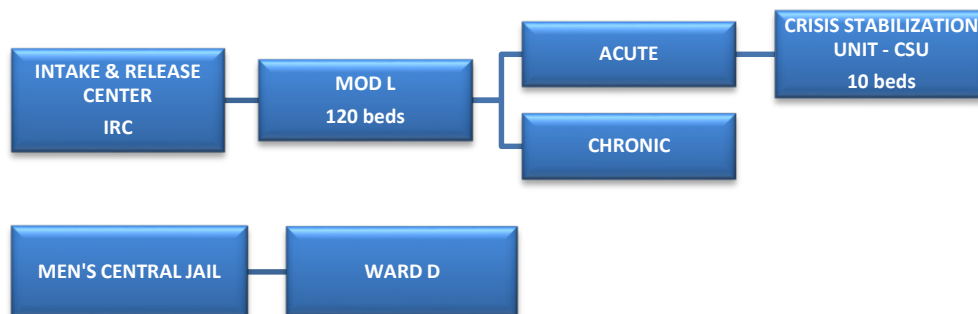 INTAKE & RELEASE
CENTER
IRC
MOD L
120 beds
ACUTE
CHRONIC
CRISIS STABILIZATION
UNIT - CSU
10 beds
MEN'S CENTRAL JAIL
WARD D